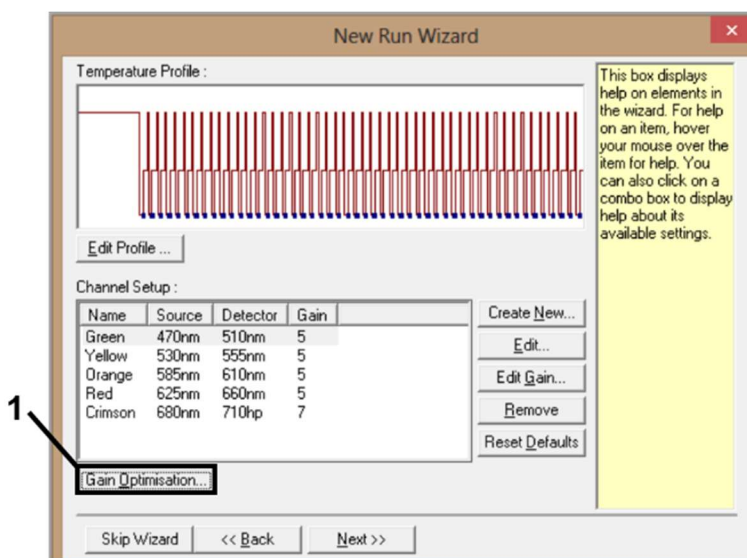 New Run Wizard
Temperature Profile :
Edit Profile ...
Channel Setup :
Name Source Detector Gain
Green 470nm 510nm 5
Yellow 530nm 555nm 5
Orange 585nm 610nm 5
Red 625nm 660nm 5
Crimson 680nm 710hp 7
Create New...
Edit...
Edit Gain...
Remove
Reset Defaults
1
Gain Optimisation...
Skip Wizard
<< Back
Next >>
This box displays
help on elements in
the wizard. For help
on an item, hover
your mouse over the
item for help. You
can also click on a
combo box to display
help about its
available settings.